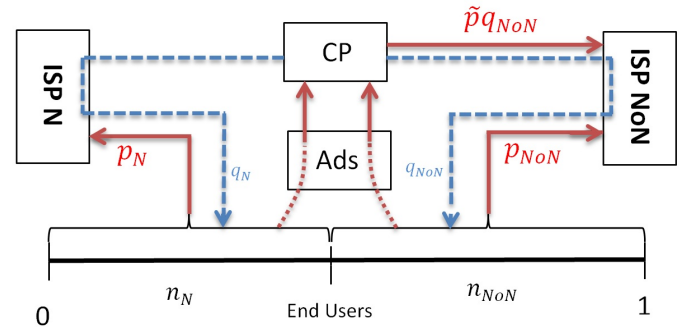 CP
p̃q_NoN
ISP N
ISP NoN
p_N
q_N
Ads
q_NoN
p_NoN
0
n_N
End Users
n_NoN
1